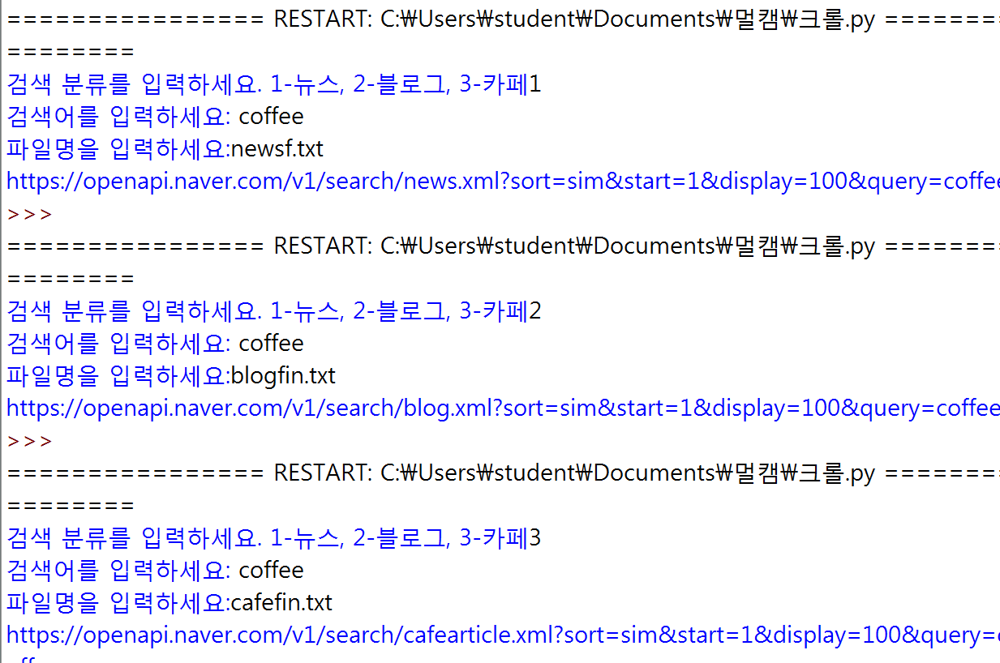 ================ RESTART: C:₩Users₩student₩Documents₩멀캠₩크롤.py =======
========
검색 분류를 입력하세요. 1-뉴스, 2-블로그, 3-카페1
검색어를 입력하세요: coffee
파일명을 입력하세요:newsf.txt
https://openapi.naver.com/v1/search/news.xml?sort=sim&start=1&display=100&query=coffee
>>>
================ RESTART: C:₩Users₩student₩Documents₩멀캠₩크롤.py =======
========
검색 분류를 입력하세요. 1-뉴스, 2-블로그, 3-카페2
검색어를 입력하세요: coffee
파일명을 입력하세요:blogfin.txt
https://openapi.naver.com/v1/search/blog.xml?sort=sim&start=1&display=100&query=coffee
>>>
================ RESTART: C:₩Users₩student₩Documents₩멀캠₩크롤.py =======
========
검색 분류를 입력하세요. 1-뉴스, 2-블로그, 3-카페3
검색어를 입력하세요: coffee
파일명을 입력하세요:cafefin.txt
https://openapi.naver.com/v1/search/cafearticle.xml?sort=sim&start=1&display=100&query=c